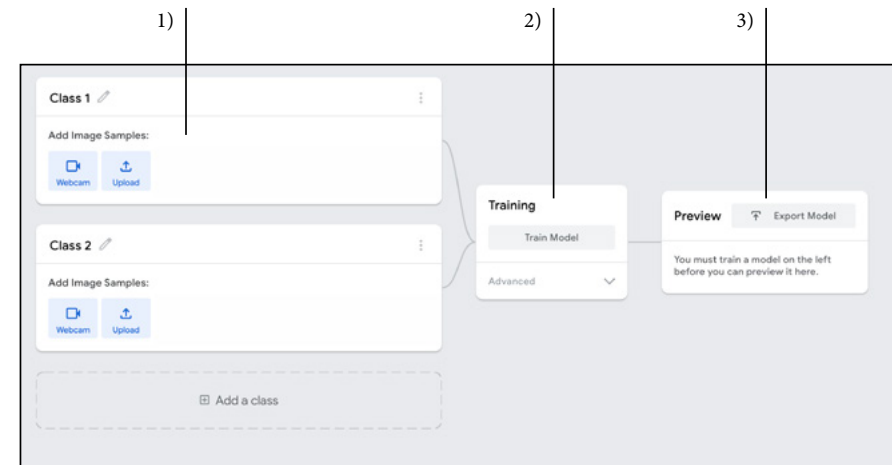 1)
2)
3)
Class 1
Add Image Samples:
Webcam
Upload
Class 2
Add Image Samples:
Webcam
Upload
Add a class
Training
Train Model
Advanced
Preview
Export Model
You must train a model on the left
before you can preview it here.